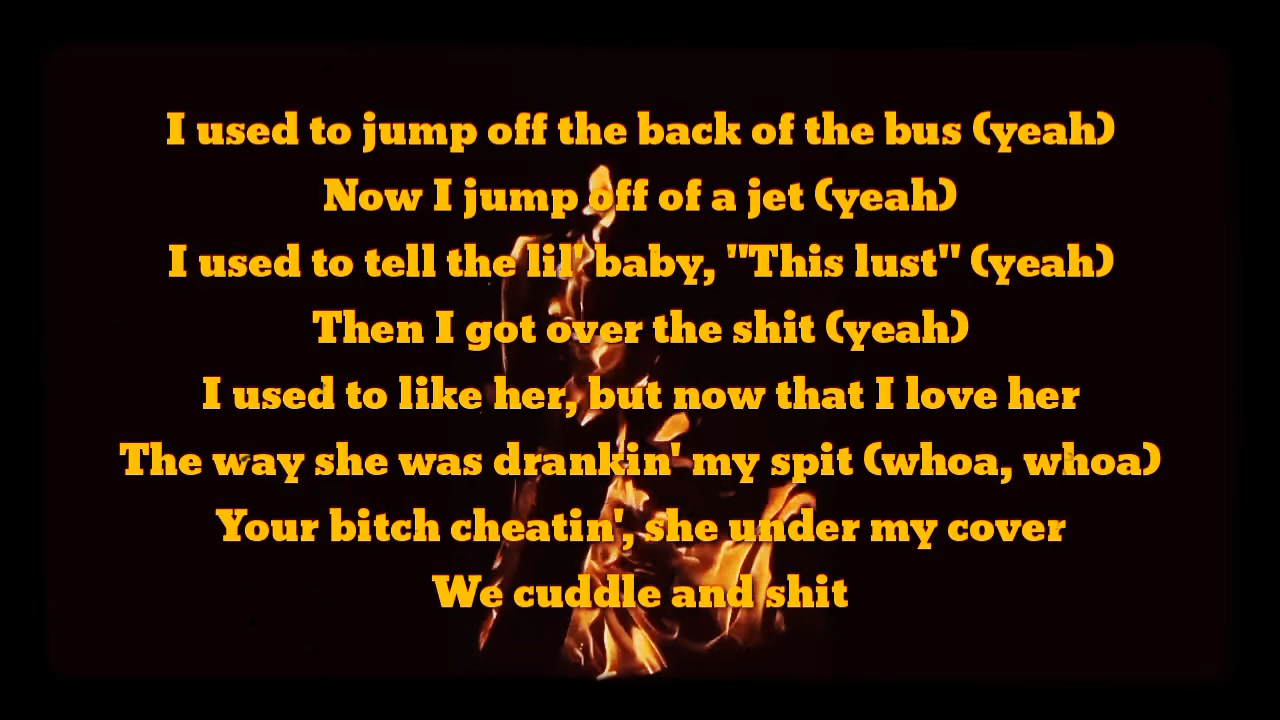 I used to jump off the back of the bus (yeah)
Now I jump off of a jet (yeah)
I used to tell the lil' baby, "This lust" (yeah)
Then I got over the shit (yeah)
I used to like her, but now that I love her
The way she was drankin' my spit (whoa, whoa)
Your bitch cheatin', she under my cover
We cuddle and shit